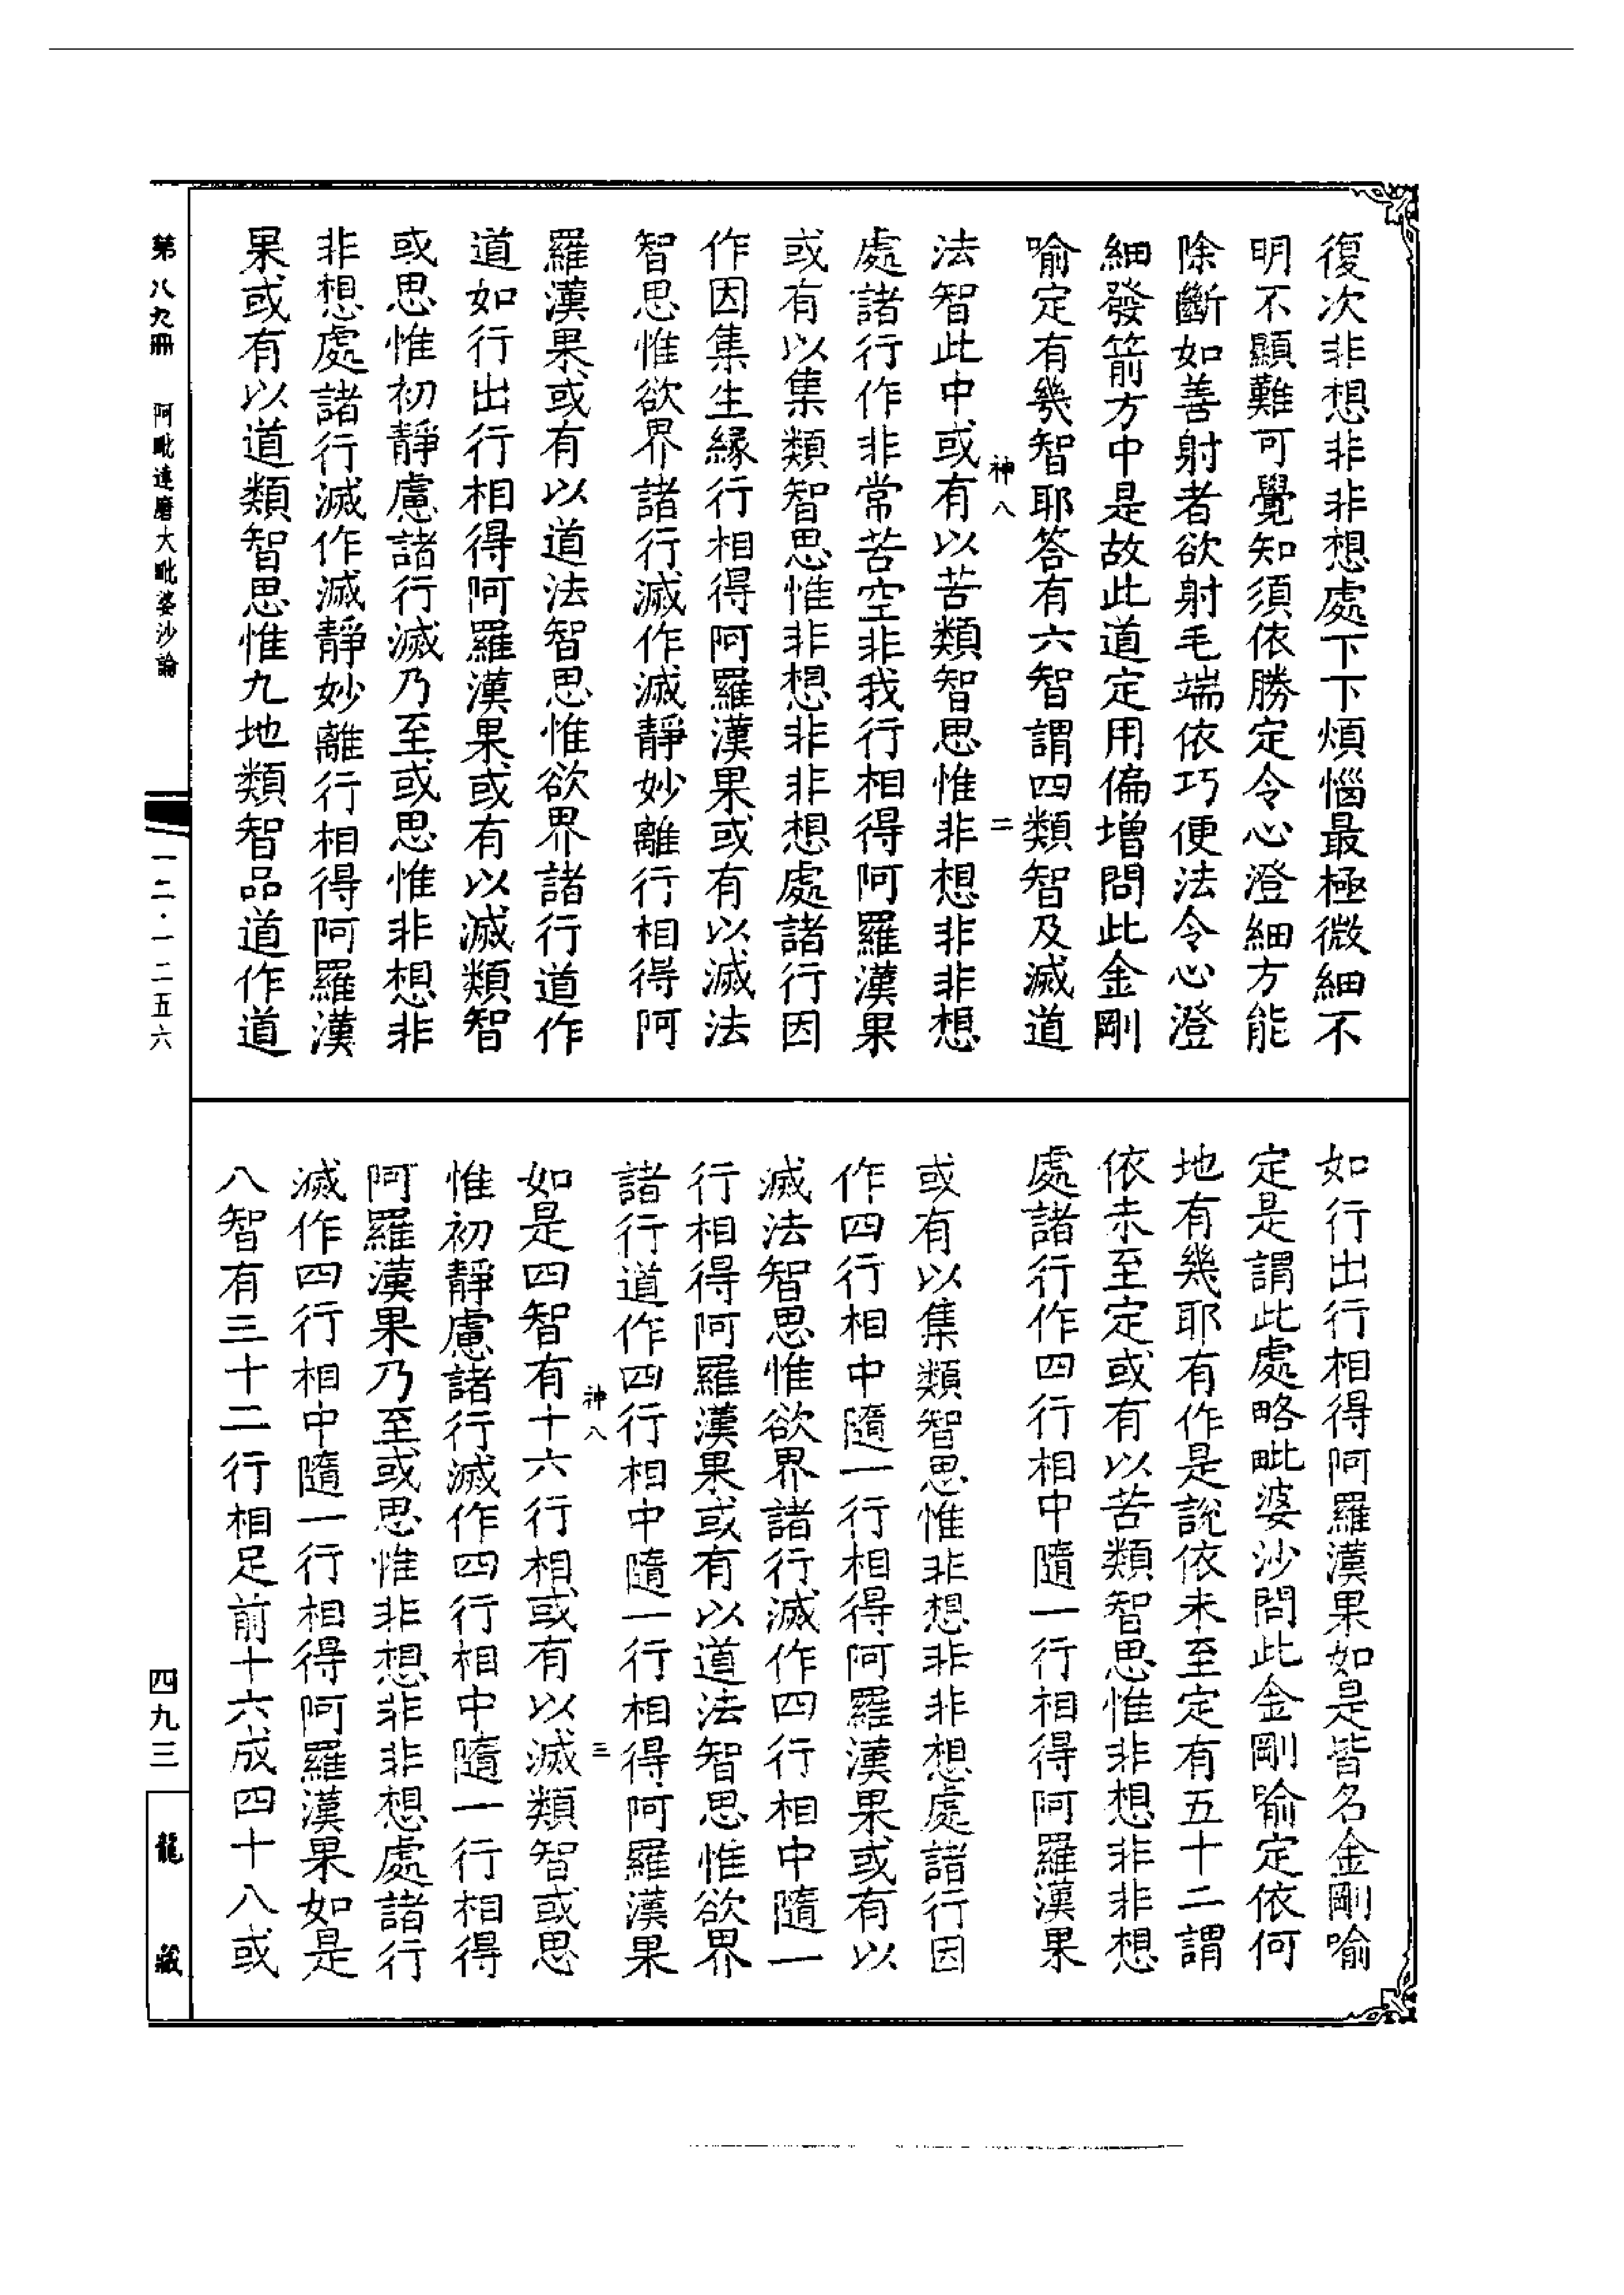 復次非想非非想處下下煩惱最極微細不
明不顯難可覺知須依勝定令心澄細方能
除斷如善射者欲射毛端依巧便法令心澄
細發箭方中是故此道定用偏增問此金剛
喻定有幾智耶答有六智謂四類智及滅道
神八
二
法智此中或有以苦類智思惟非想非非想
處諸行作非常苦空非我行相得阿羅漢果
或有以集類智思惟非想非非想處諸行因
作因集生緣行相得阿羅漢果或有以滅法
智思惟欲界諸行滅作滅靜妙離行相得阿
羅漢果或有以道法智思惟欲界諸行道作
道如行出行相得阿羅漢果或有以滅類智
或思惟初靜慮諸行滅乃至或思惟非想非
非想處諸行滅作滅靜妙離行相得阿羅漢
果或有以道類智思惟九地類智品道作道
如行出行相得阿羅漢果如是皆名金剛喻
定是謂此處略毗婆沙問此金剛喻定依何
地有幾耶有作是說依未至定有五十二謂
依未至定或有以苦類智思惟非想非非想
處諸行作四行相中隨一行相得阿羅漢果
或有以集類智思惟非想非非想處諸行因
作四行相中隨一行相得阿羅漢果或有以
滅法智思惟欲界諸行滅作四行相中隨一
行相得阿羅漢果或有以道法智思惟欲界
諸行道作四行相中隨一行相得阿羅漢果
神八
三
如是四智有十六行相或有以滅類智或思
惟初靜慮諸行滅作四行相中隨一行相得
阿羅漢果乃至或思惟非想非非想處諸行
滅作四行相中隨一行相得阿羅漢果如是
八智有三十二行相足前十六成四十八或
第八九冊 阿毗達磨大毗婆沙論
一二·一二五六
四九三
龍藏